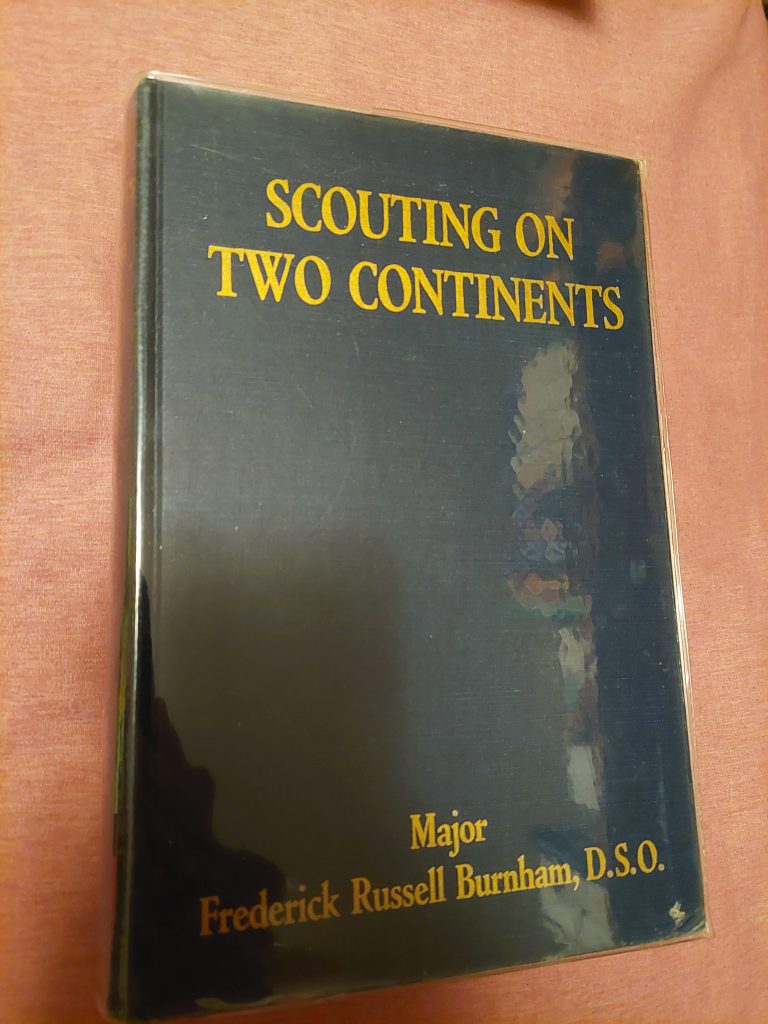 SCOUTING ON
TWO CONTINENTS
Major
Frederick Russell Burnham, D.S.O.